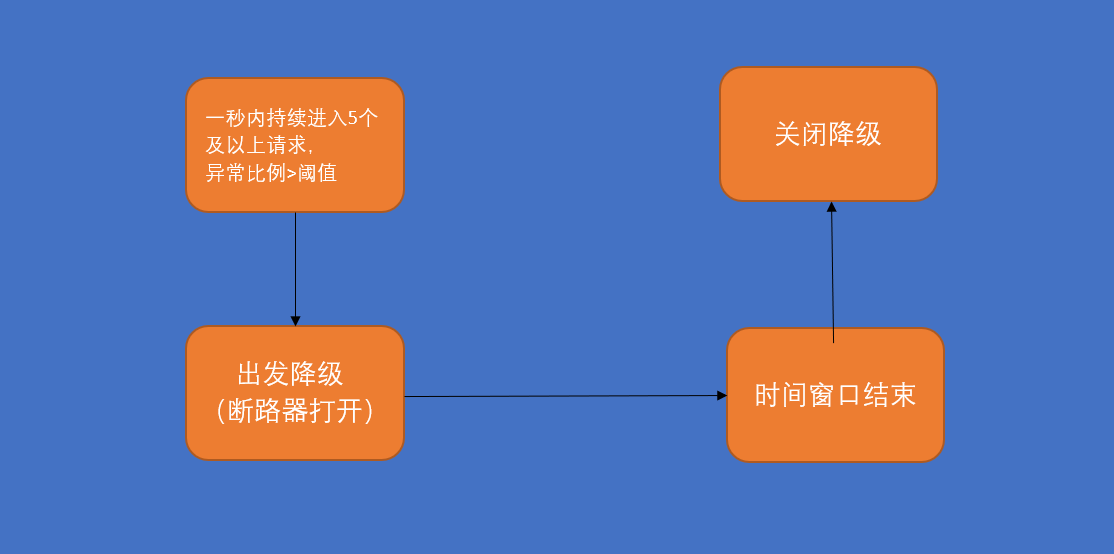 一秒内持续进入5个
及以上请求,
异常比例>阈值
出发降级
（断路器打开）
时间窗口结束
关闭降级